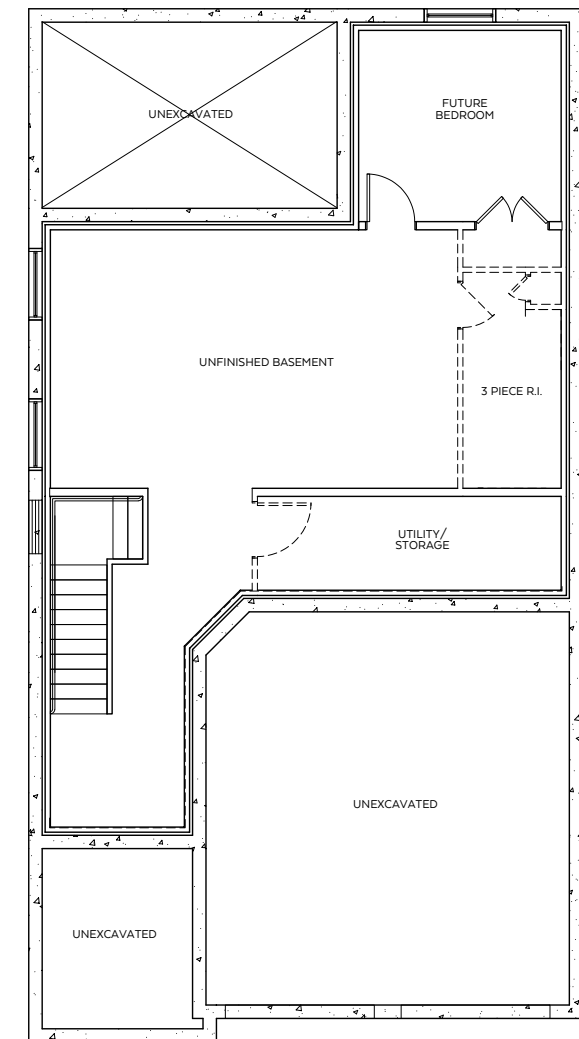 UNEXCAVATED
FUTURE
BEDROOM
UNFINISHED BASEMENT
3 PIECE R.I.
UTILITY/
STORAGE
UNEXCAVATED
UNEXCAVATED